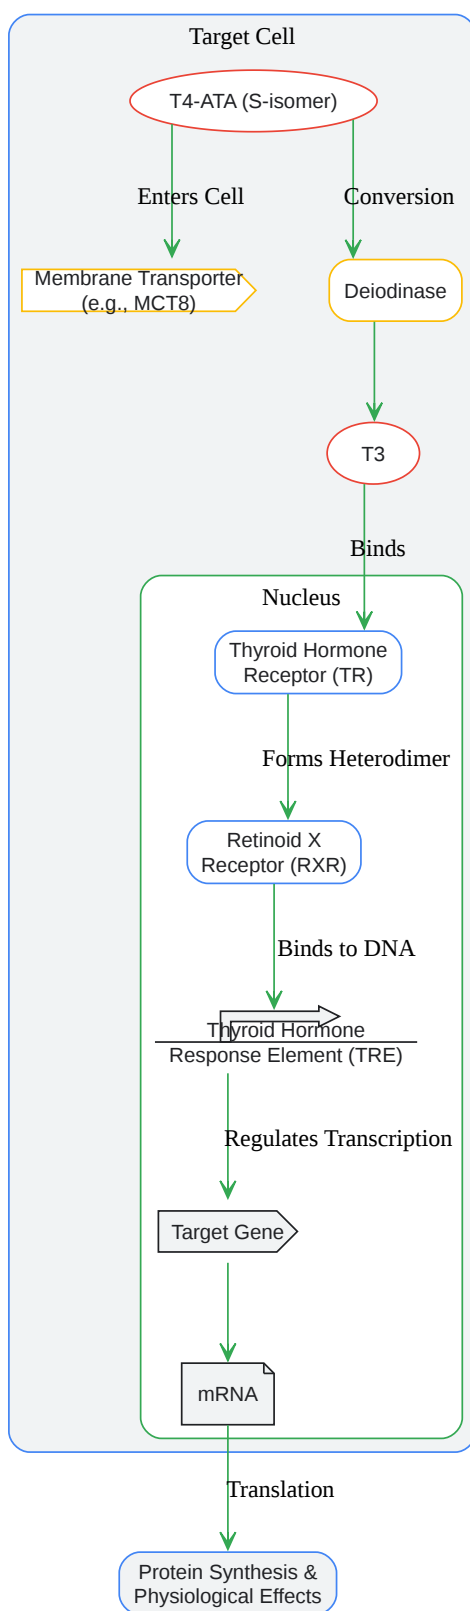 Target Cell
T4-ATA (S-isomer)
Enters Cell
Conversion
Membrane Transporter
(e.g., MCT8)
Deiodinase
T3
Binds
Nucleus
Thyroid Hormone
Receptor (TR)
Forms Heterodimer
Retinoid X
Receptor (RXR)
Binds to DNA
Thyroid Hormone
Response Element (TRE)
Regulates Transcription
Target Gene
mRNA
Translation
Protein Synthesis &
Physiological Effects